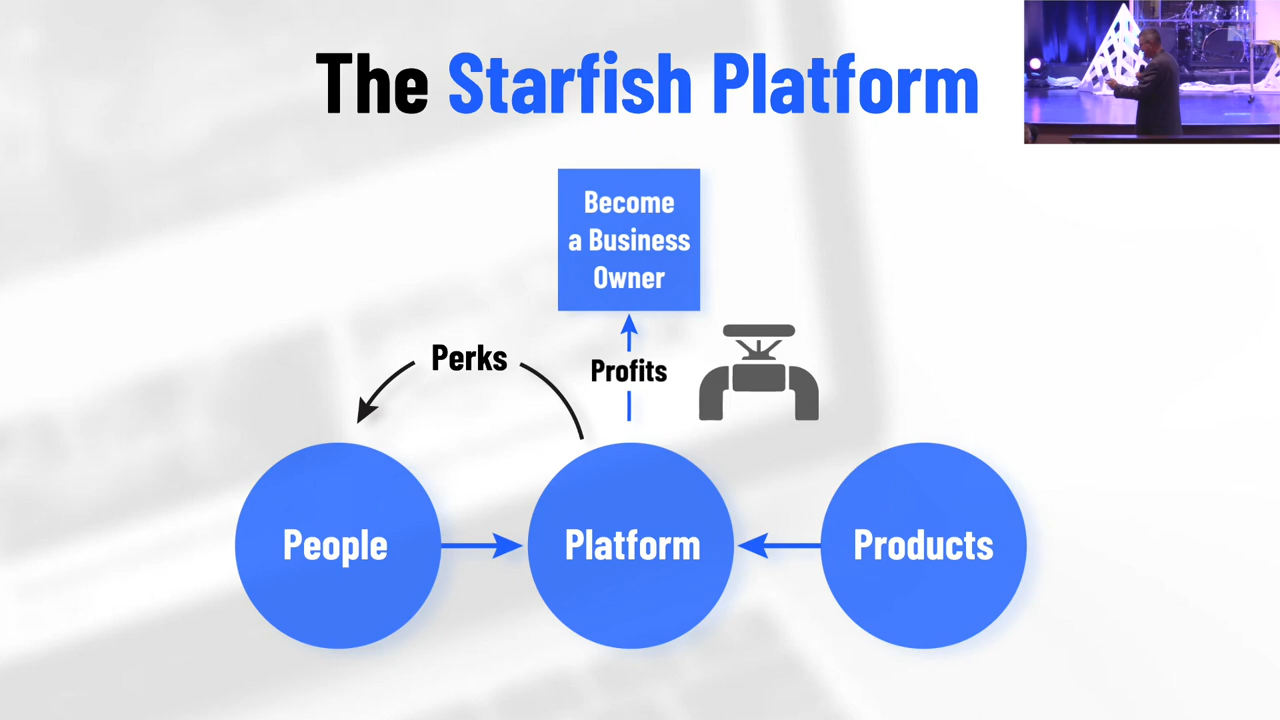 The Starfish Platform
Become
a Business
Owner
Perks
Profits
People
Platform
Products